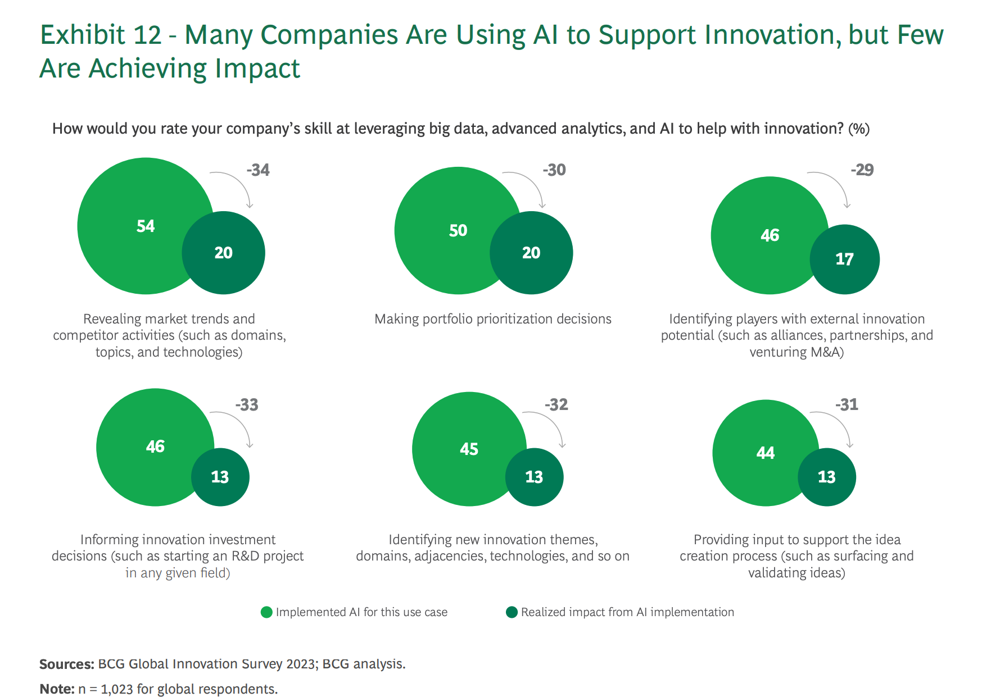 Exhibit 12 - Many Companies Are Using AI to Support Innovation, but Few
Are Achieving Impact
How would you rate your company’s skill at leveraging big data, advanced analytics, and AI to help with innovation? (%)
-34
54
20
Revealing market trends and
competitor activities (such as domains,
topics, and technologies)
-30
50
20
Making portfolio prioritization decisions
-29
46
17
Identifying players with external innovation
potential (such as alliances, partnerships, and
venturing M&A)
-33
46
13
Informing innovation investment
decisions (such as starting an R&D project
in any given field)
-32
45
13
Identifying new innovation themes,
domains, adjacencies, technologies, and so on
-31
44
13
Providing input to support the idea
creation process (such as surfacing and
validating ideas)
Implemented AI for this use case
Realized impact from AI implementation
Sources: BCG Global Innovation Survey 2023; BCG analysis.
Note: n = 1,023 for global respondents.